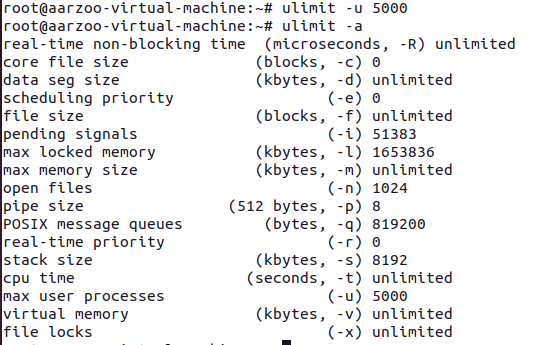 root@aarzoo-virtual-machine:~# ulimit -u 5000
root@aarzoo-virtual-machine:~# ulimit -a
real-time non-blocking time  (microseconds, -R) unlimited
core file size              (blocks, -c) 0
data seg size               (kbytes, -d) unlimited
scheduling priority                 (-e) 0
file size                   (blocks, -f) unlimited
pending signals                     (-i) 51383
max locked memory           (kbytes, -l) 1653836
max memory size             (kbytes, -m) unlimited
open files                          (-n) 1024
pipe size                (512 bytes, -p) 8
POSIX message queues         (bytes, -q) 819200
real-time priority                  (-r) 0
stack size                  (kbytes, -s) 8192
cpu time                   (seconds, -t) unlimited
max user processes                  (-u) 5000
virtual memory              (kbytes, -v) unlimited
file locks                          (-x) unlimited